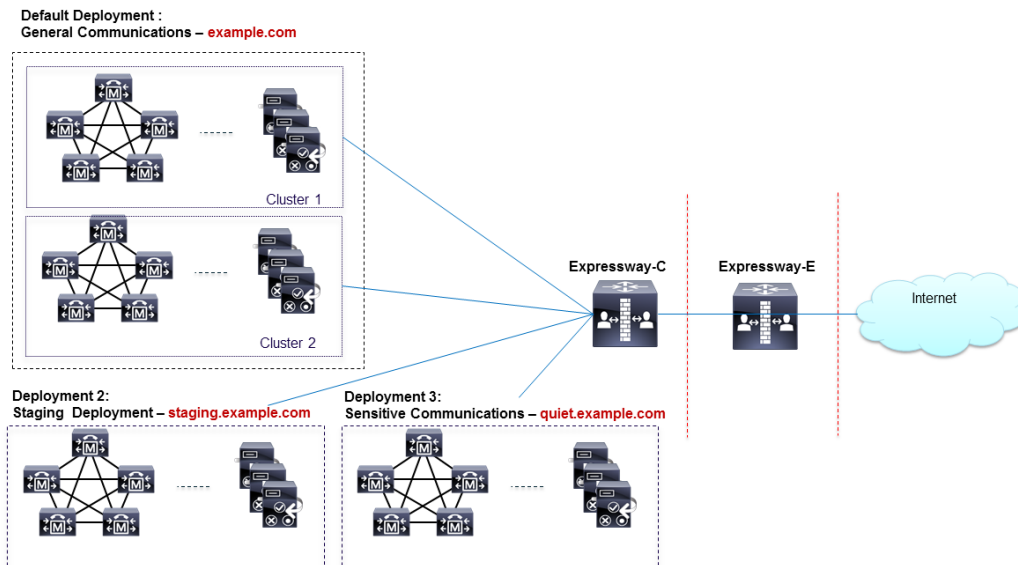 Default Deployment :
General Communications – example.com
M
M
M
M
M
Cluster 1
M
M
M
M
M
Cluster 2
Expressway-C
Expressway-E
Internet
Deployment 2:
Staging Deployment – staging.example.com
M
M
M
M
M
Deployment 3:
Sensitive Communications – quiet.example.com
M
M
M
M
M